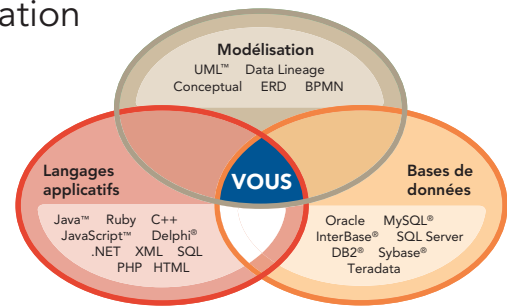 ation
Modélisation
UML™ Data Lineage
Conceptual ERD BPMN
Langages
applicatifs
Java™ Ruby C++
JavaScript™ Delphi®
.NET XML SQL
PHP HTML
VOUS
Bases de
données
Oracle MySQL®
InterBase® SQL Server
DB2® Sybase®
Teradata